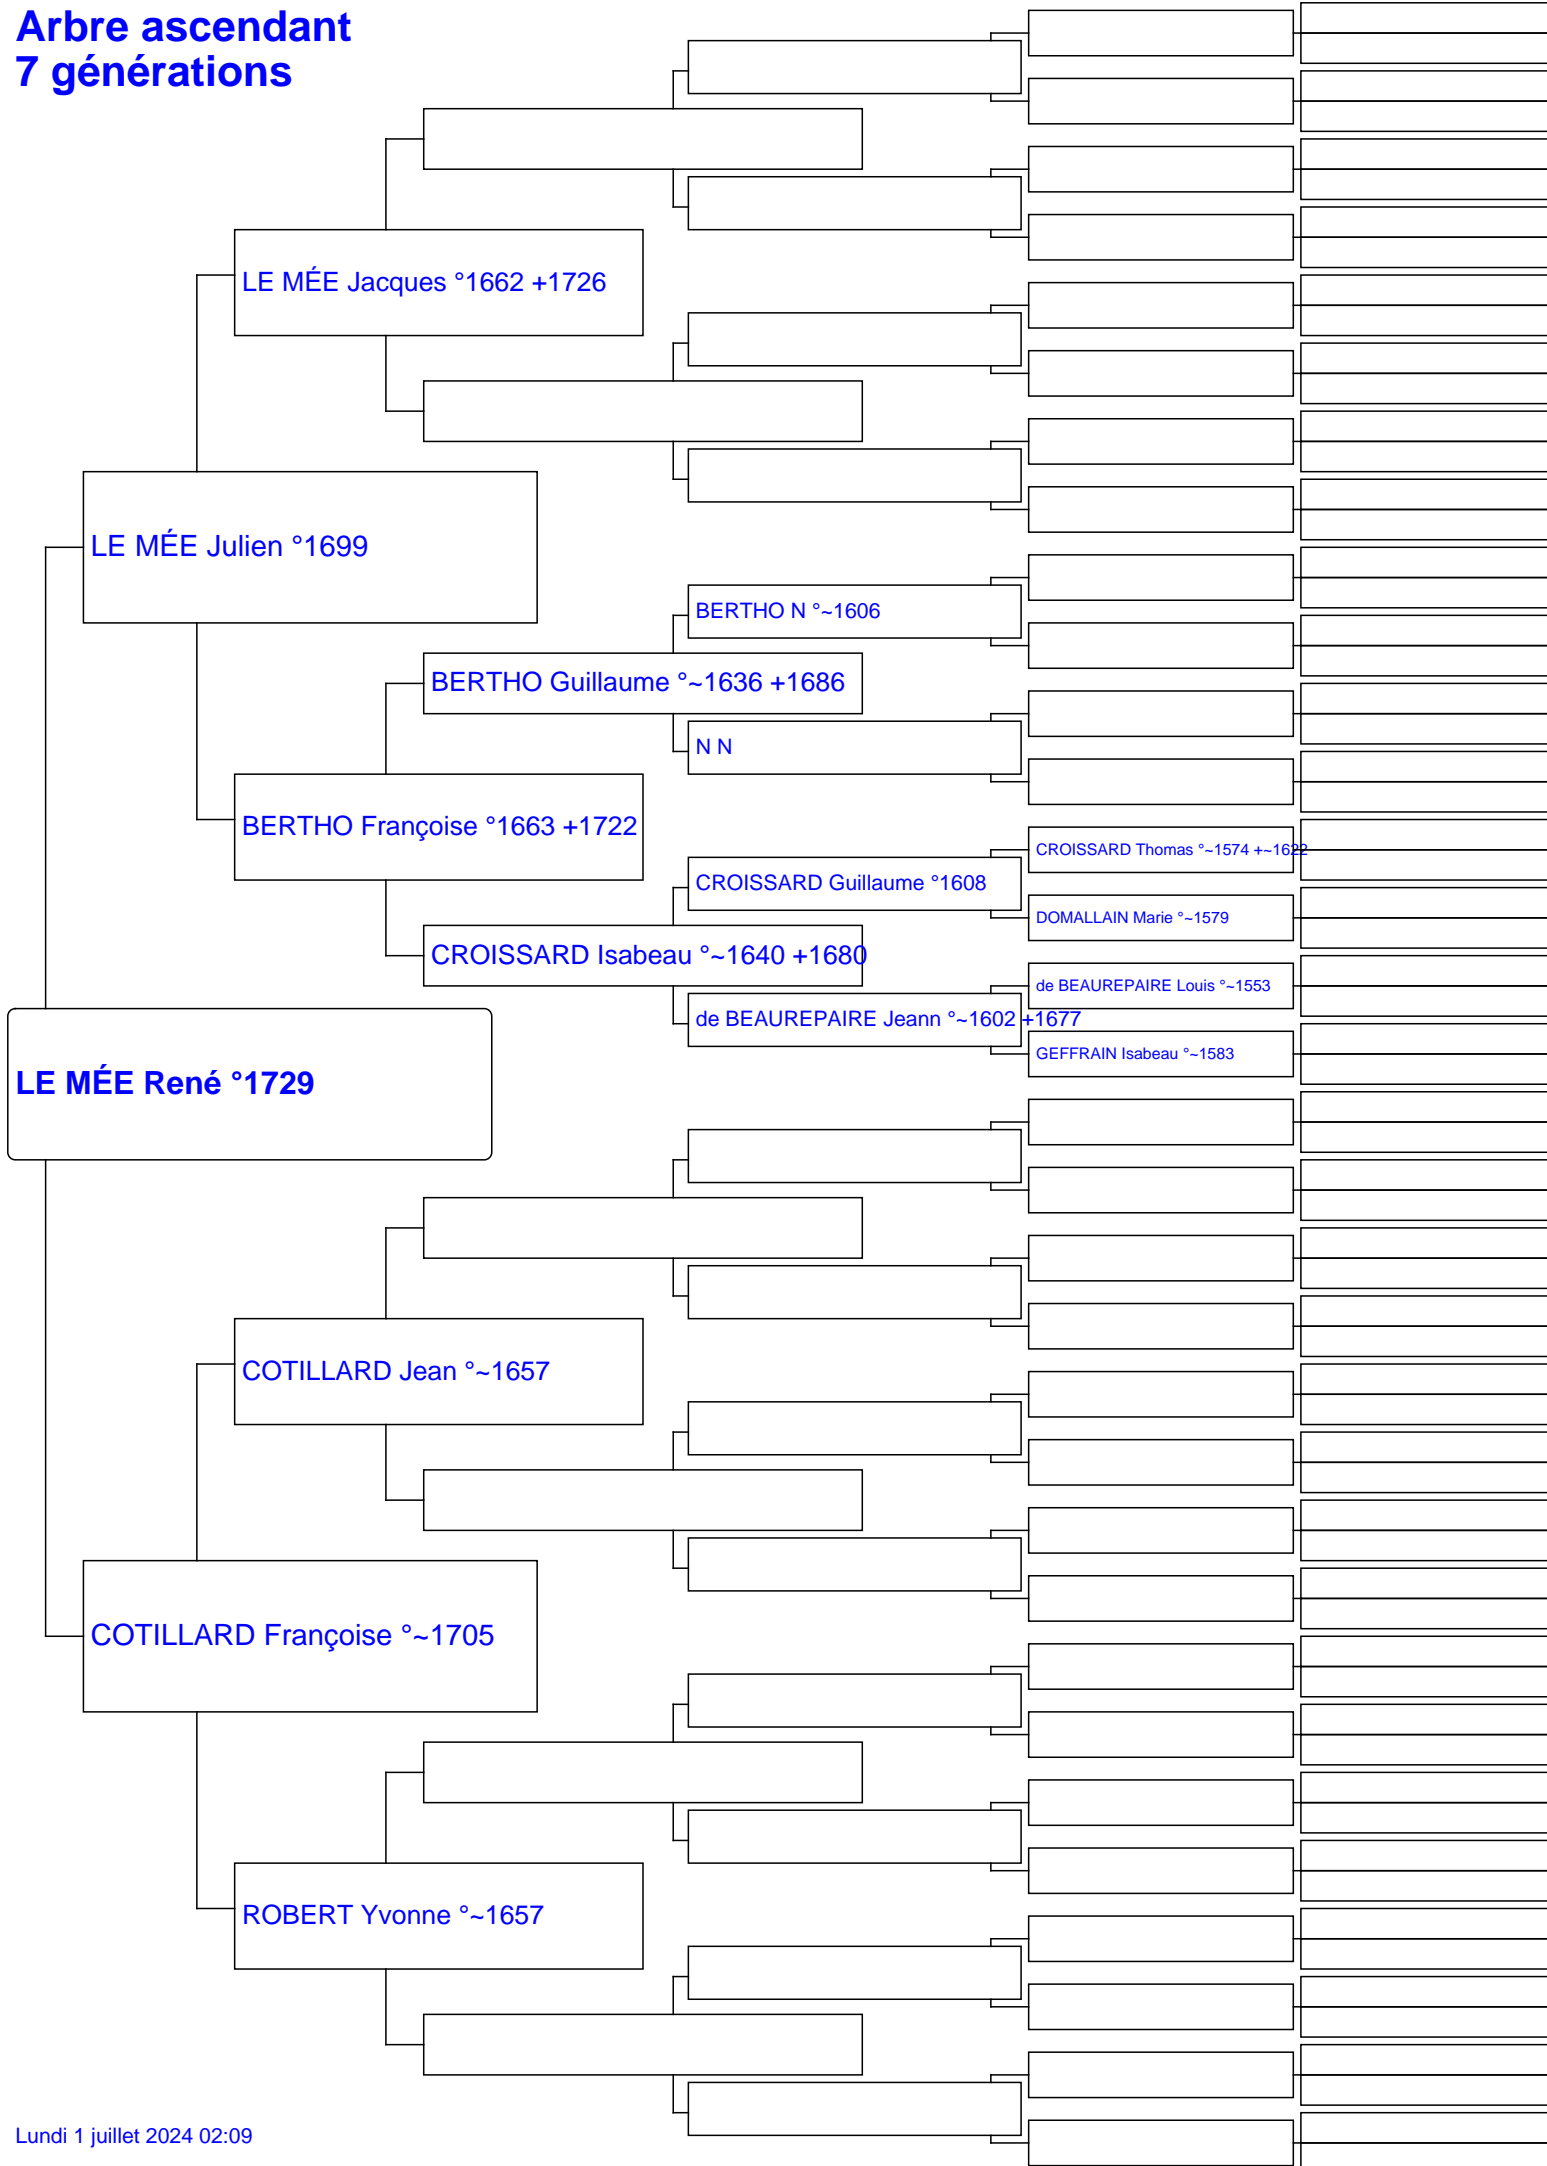 Arbre ascendant
7 générations
LE MÉE Jacques °1662 +1726
LE MÉE Julien °1699
BERTHO N °~1606
BERTHO Guillaume °~1636 +1686
N N
BERTHO Françoise °1663 +1722
CROISSARD Thomas °~1574 +~1622
CROISSARD Guillaume °1608
DOMALLAIN Marie °~1579
CROISSARD Isabeau °~1640 +1680
de BEAUREPAIRE Louis °~1553
de BEAUREPAIRE Jeann °~1602 +1677
GEFFRAIN Isabeau °~1583
LE MÉE René °1729
COTILLARD Jean °~1657
COTILLARD Françoise °~1705
ROBERT Yvonne °~1657
Lundi 1 juillet 2024 02:09